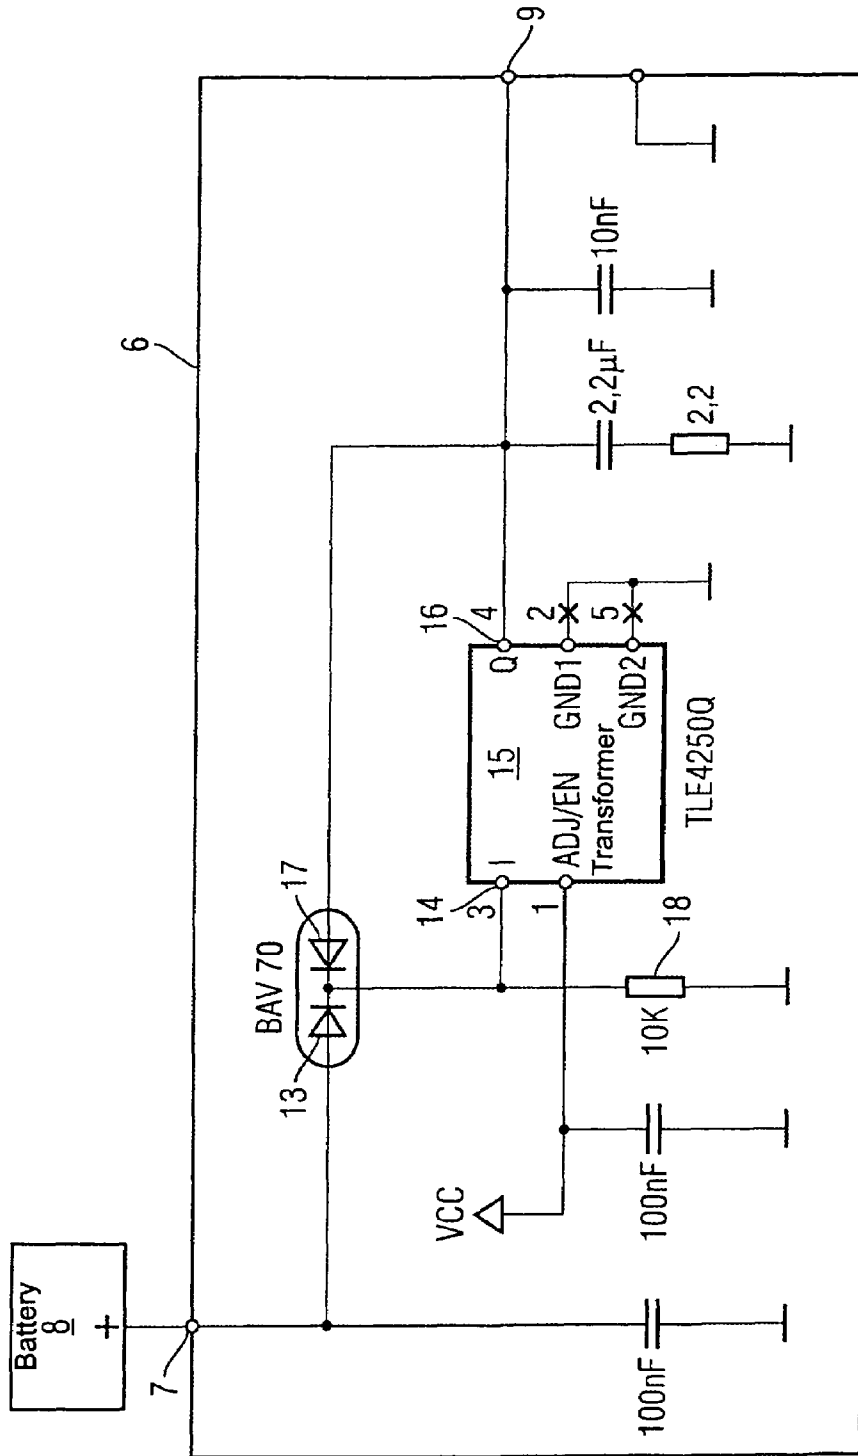 Battery
8
+
7
6
9
BAV 70
13
17
VCC
14
3
1
I
ADJ/EN
Transformer
15
Q
GND1
GND2
16
4
2
5
TLE4250Q
18
10K
100nF
100nF
2,2µF
2,2
10nF